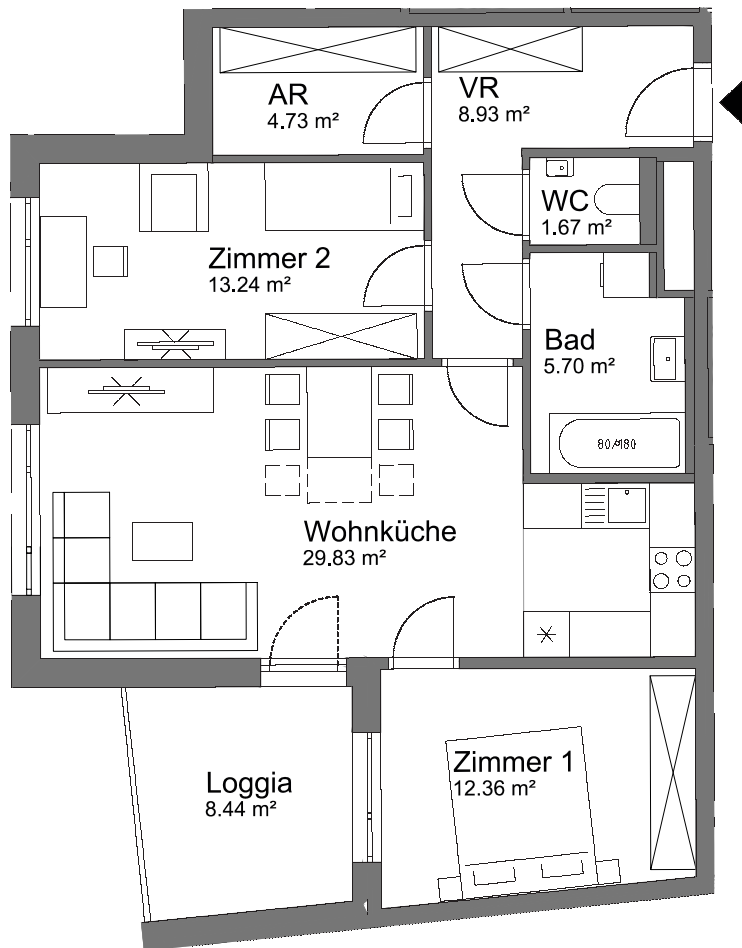 AR
4.73 m²
VR
8.93 m²
WC
1.67 m²
Zimmer 2
13.24 m²
Bad
5.70 m²
80/180
Wohnküche
29.83 m²
Zimmer 1
12.36 m²
Loggia
8.44 m²